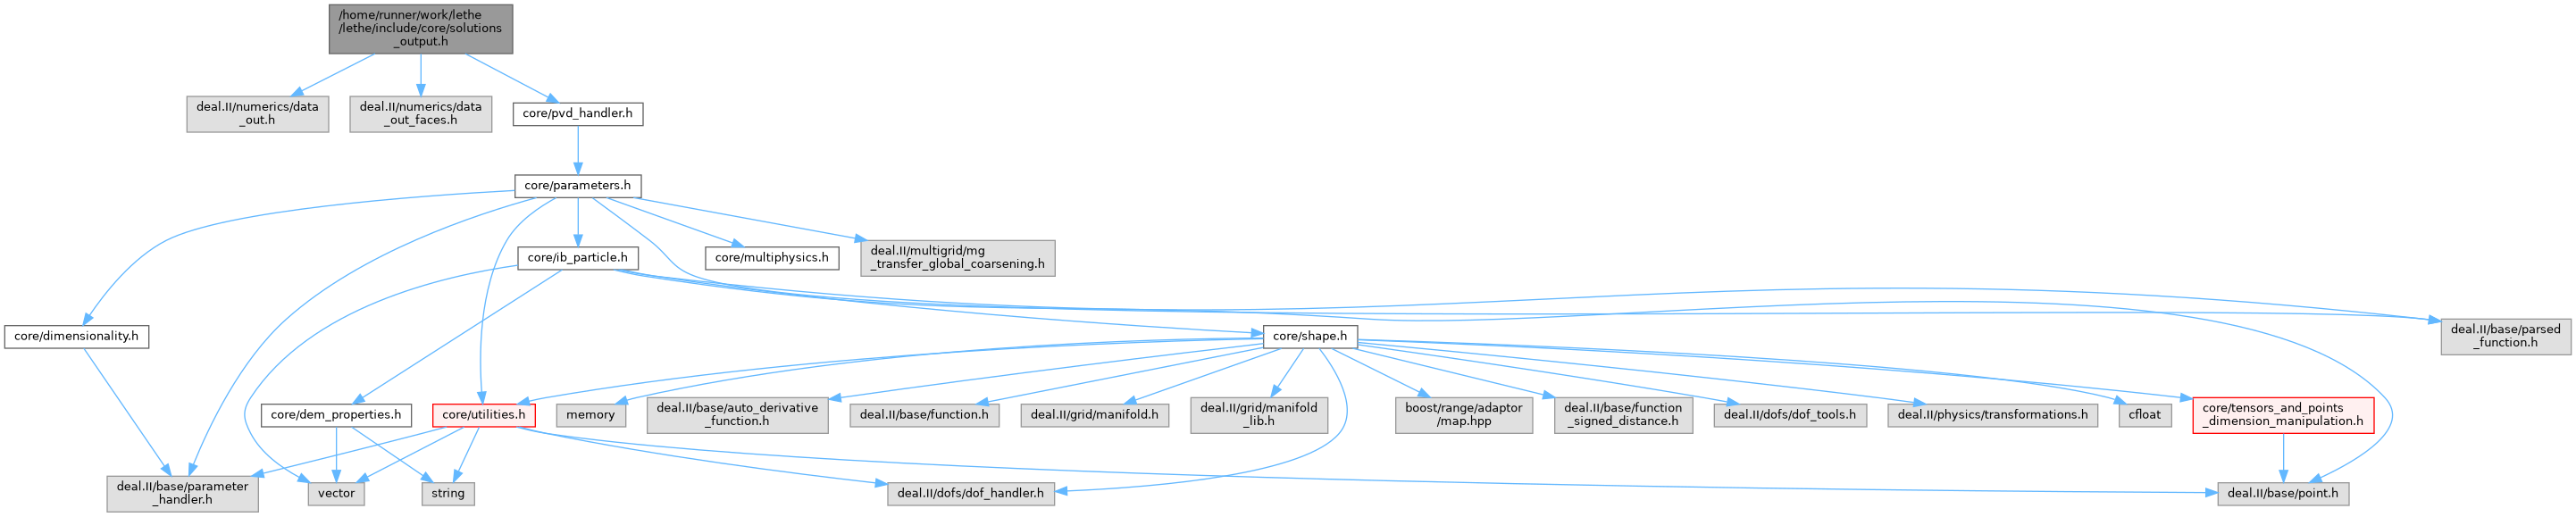 /home/runner/work/lethe
/lethe/include/core/solutions
_output.h
deal.II/numerics/data
_out.h
deal.II/numerics/data
_out_faces.h
core/pvd_handler.h
core/parameters.h
core/ib_particle.h
core/multiphysics.h
deal.II/multigrid/mg
_transfer_global_coarsening.h
core/dimensionality.h
core/shape.h
deal.II/base/parsed
_function.h
core/dem_properties.h
core/utilities.h
memory
deal.II/base/auto_derivative
_function.h
deal.II/base/function.h
deal.II/grid/manifold.h
deal.II/grid/manifold
_lib.h
boost/range/adaptor
/map.hpp
deal.II/base/function
_signed_distance.h
deal.II/dofs/dof_tools.h
deal.II/physics/transformations.h
cfloat
core/tensors_and_points
_dimension_manipulation.h
deal.II/base/parameter
_handler.h
vector
string
deal.II/dofs/dof_handler.h
deal.II/base/point.h